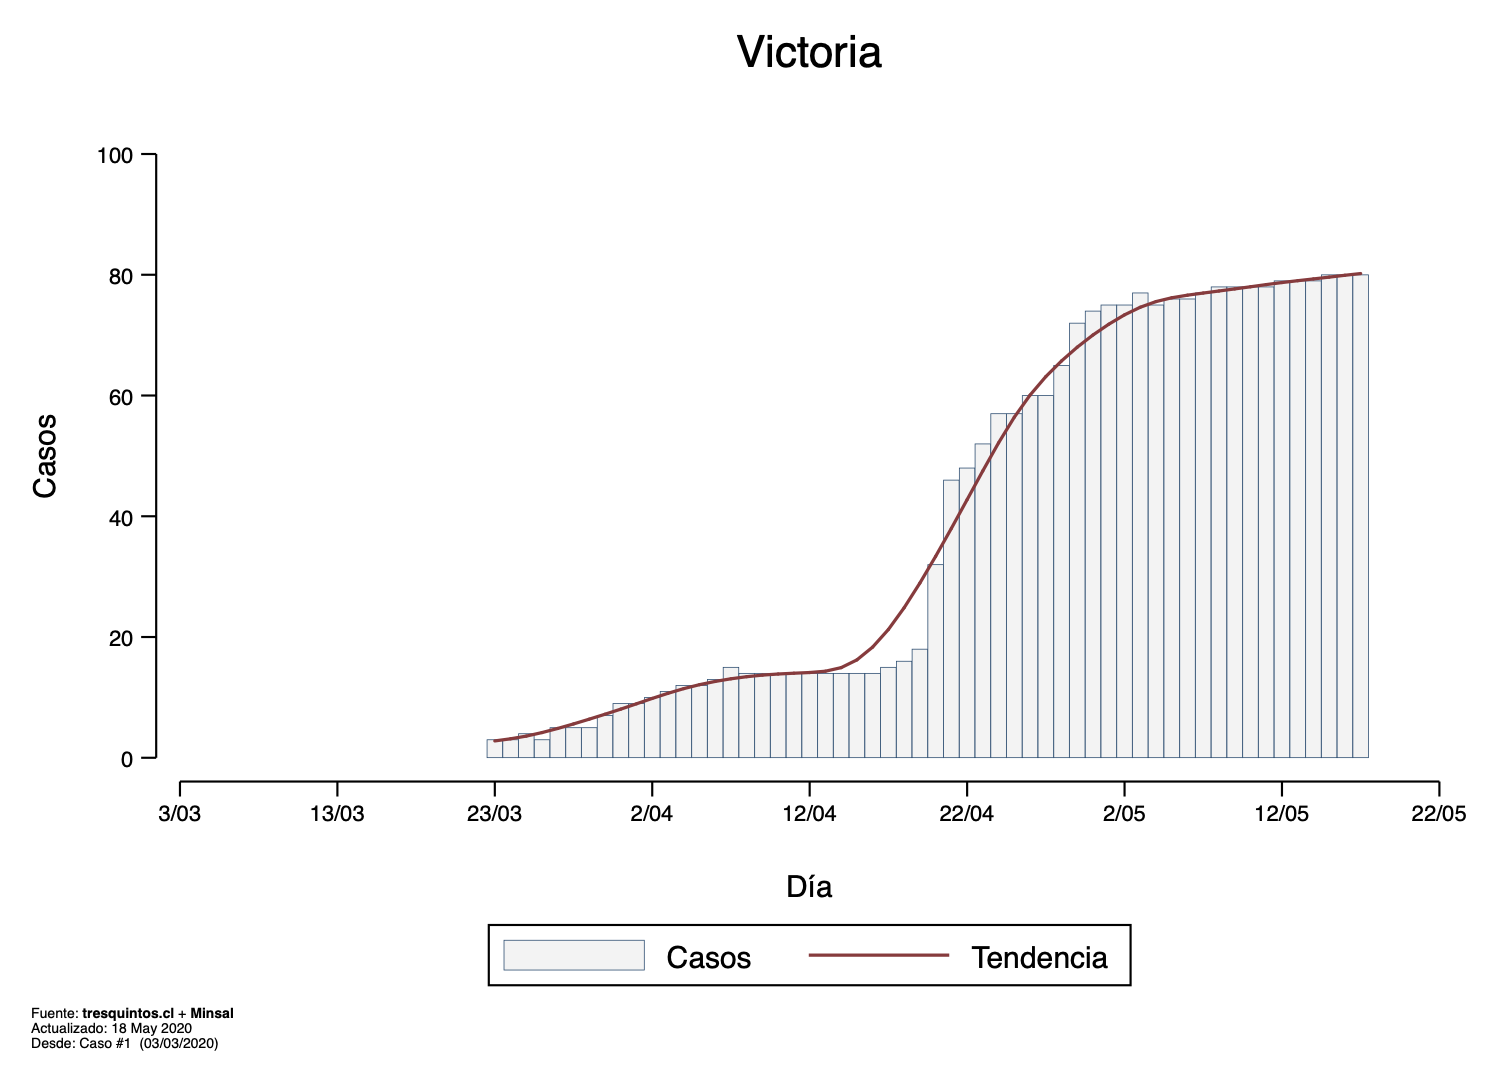 Victoria
100
80
60
40
20
0
Casos
3/03 13/03 23/03 2/04 12/04 22/04 2/05 12/05 22/05
Día
Casos Tendencia
Fuente: tresquintos.cl + Minsal
Actualizado: 18 May 2020
Desde: Caso #1 (03/03/2020)